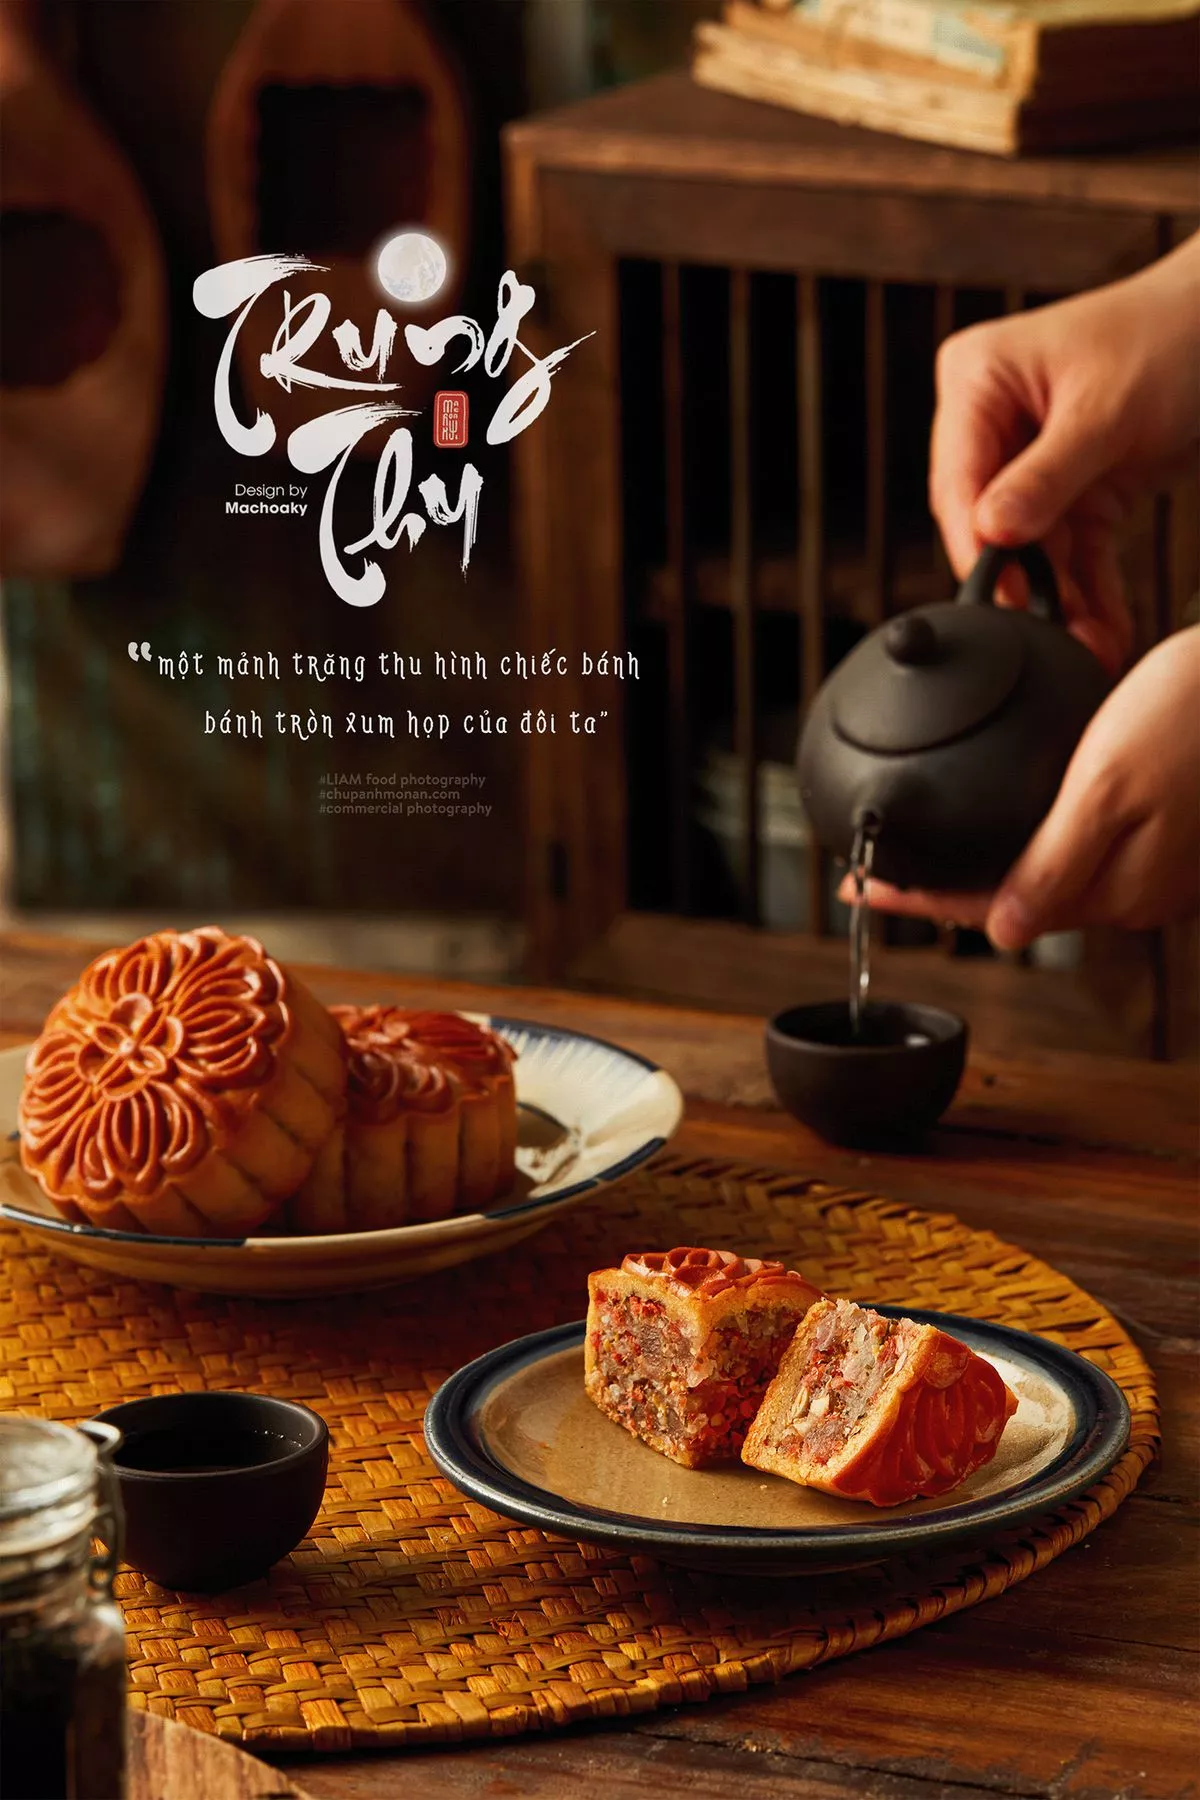 Trung
Thu
Design by
Machoaky
“một mảnh trăng thu hình chiếc bánh
bánh tròn xum họp của đôi ta”
#LIAM food photography
#chupanhmonan.com
#commercial photography